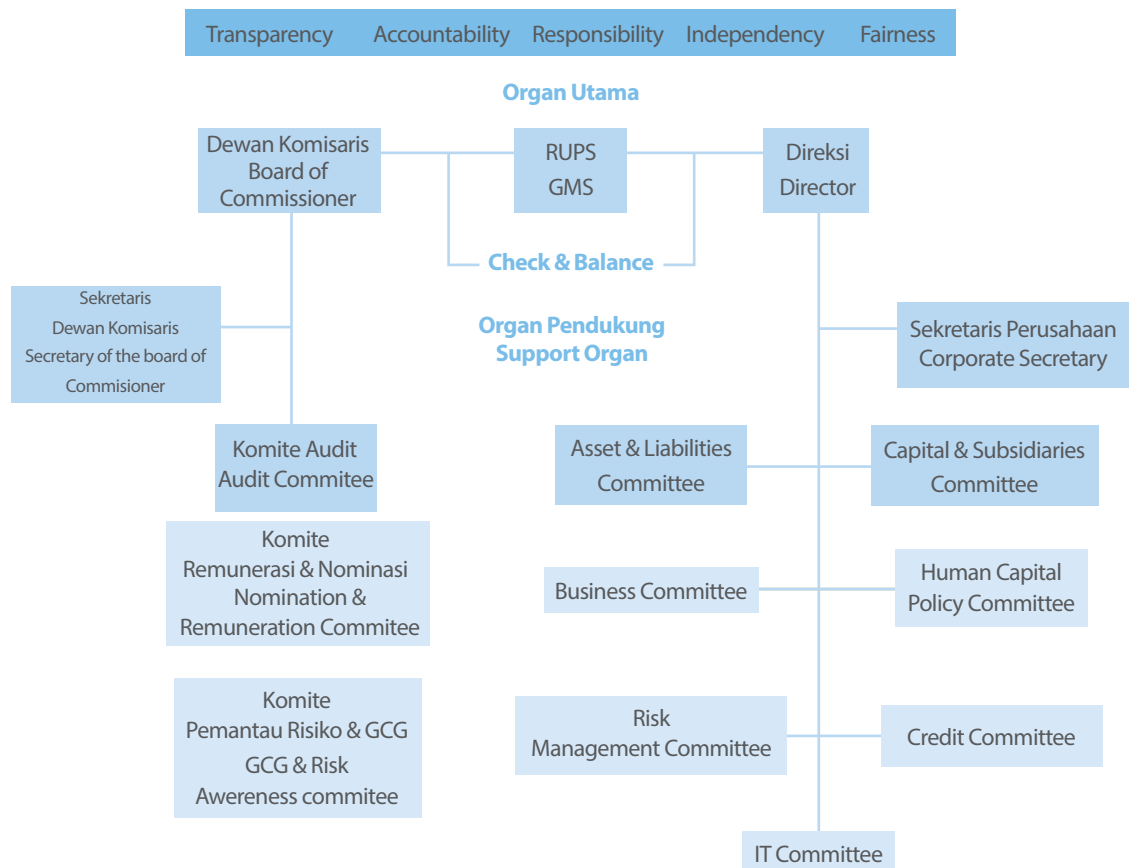 Transparency Accountability Responsibility Independency Fairness
Organ Utama
Dewan Komisaris
Board of
Commissioner
RUPS
GMS
Direksi
Director
Check & Balance
Sekretaris
Dewan Komisaris
Secretary of the board of
Commisioner
Organ Pendukung
Support Organ
Sekretaris Perusahaan
Corporate Secretary
Komite Audit
Audit Commitee
Asset & Liabilities
Committee
Capital & Subsidiaries
Committee
Komite
Remunerasi & Nominasi
Nomination &
Remuneration Commitee
Business Committee
Human Capital
Policy Committee
Komite
Pemantau Risiko & GCG
GCG & Risk
Awereness commitee
Risk
Management Committee
Credit Committee
IT Committee